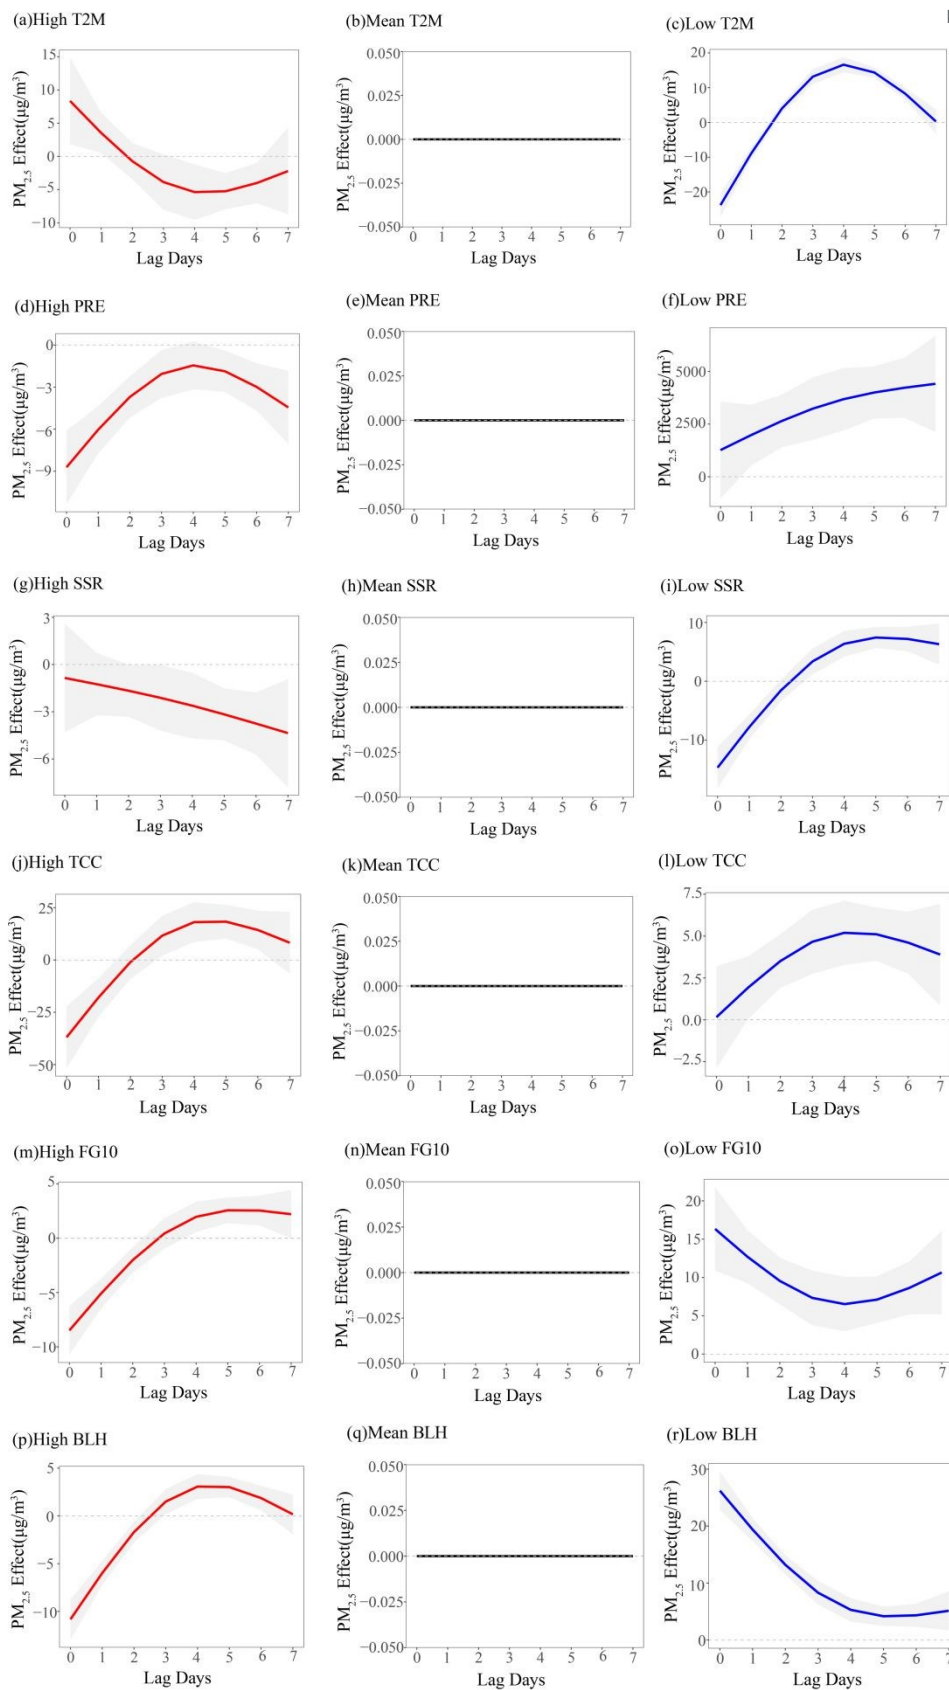 (a)High T2M
PM2.5 Effect(μg/m³)
15
10
5
0
−5
−10
0 1 2 3 4 5 6 7
Lag Days
(b)Mean T2M
PM2.5 Effect(μg/m³)
0.050
0.025
0.000
−0.025
−0.050
0 1 2 3 4 5 6 7
Lag Days
(c)Low T2M
PM2.5 Effect(μg/m³)
20
10
0
−10
−20
0 1 2 3 4 5 6 7
Lag Days
(d)High PRE
PM2.5 Effect(μg/m³)
0
−3
−6
−9
0 1 2 3 4 5 6 7
Lag Days
(e)Mean PRE
PM2.5 Effect(μg/m³)
0.050
0.025
0.000
−0.025
−0.050
0 1 2 3 4 5 6 7
Lag Days
(f)Low PRE
PM2.5 Effect(μg/m³)
5000
2500
0
0 1 2 3 4 5 6 7
Lag Days
(g)High SSR
PM2.5 Effect(μg/m³)
3
0
−3
−6
0 1 2 3 4 5 6 7
Lag Days
(h)Mean SSR
PM2.5 Effect(μg/m³)
0.050
0.025
0.000
−0.025
−0.050
0 1 2 3 4 5 6 7
Lag Days
(i)Low SSR
PM2.5 Effect(μg/m³)
10
0
−10
0 1 2 3 4 5 6 7
Lag Days
(j)High TCC
PM2.5 Effect(μg/m³)
25
0
−25
−50
0 1 2 3 4 5 6 7
Lag Days
(k)Mean TCC
PM2.5 Effect(μg/m³)
0.050
0.025
0.000
−0.025
−0.050
0 1 2 3 4 5 6 7
Lag Days
(l)Low TCC
PM2.5 Effect(μg/m³)
7.5
5.0
2.5
0.0
−2.5
0 1 2 3 4 5 6 7
Lag Days
(m)High FG10
PM2.5 Effect(μg/m³)
5
0
−5
−10
0 1 2 3 4 5 6 7
Lag Days
(n)Mean FG10
PM2.5 Effect(μg/m³)
0.050
0.025
0.000
−0.025
−0.050
0 1 2 3 4 5 6 7
Lag Days
(o)Low FG10
PM2.5 Effect(μg/m³)
20
15
10
5
0
0 1 2 3 4 5 6 7
Lag Days
(p)High BLH
PM2.5 Effect(μg/m³)
5
0
−5
−10
0 1 2 3 4 5 6 7
Lag Days
(q)Mean BLH
PM2.5 Effect(μg/m³)
0.050
0.025
0.000
−0.025
−0.050
0 1 2 3 4 5 6 7
Lag Days
(r)Low BLH
PM2.5 Effect(μg/m³)
30
20
10
0
0 1 2 3 4 5 6 7
Lag Days